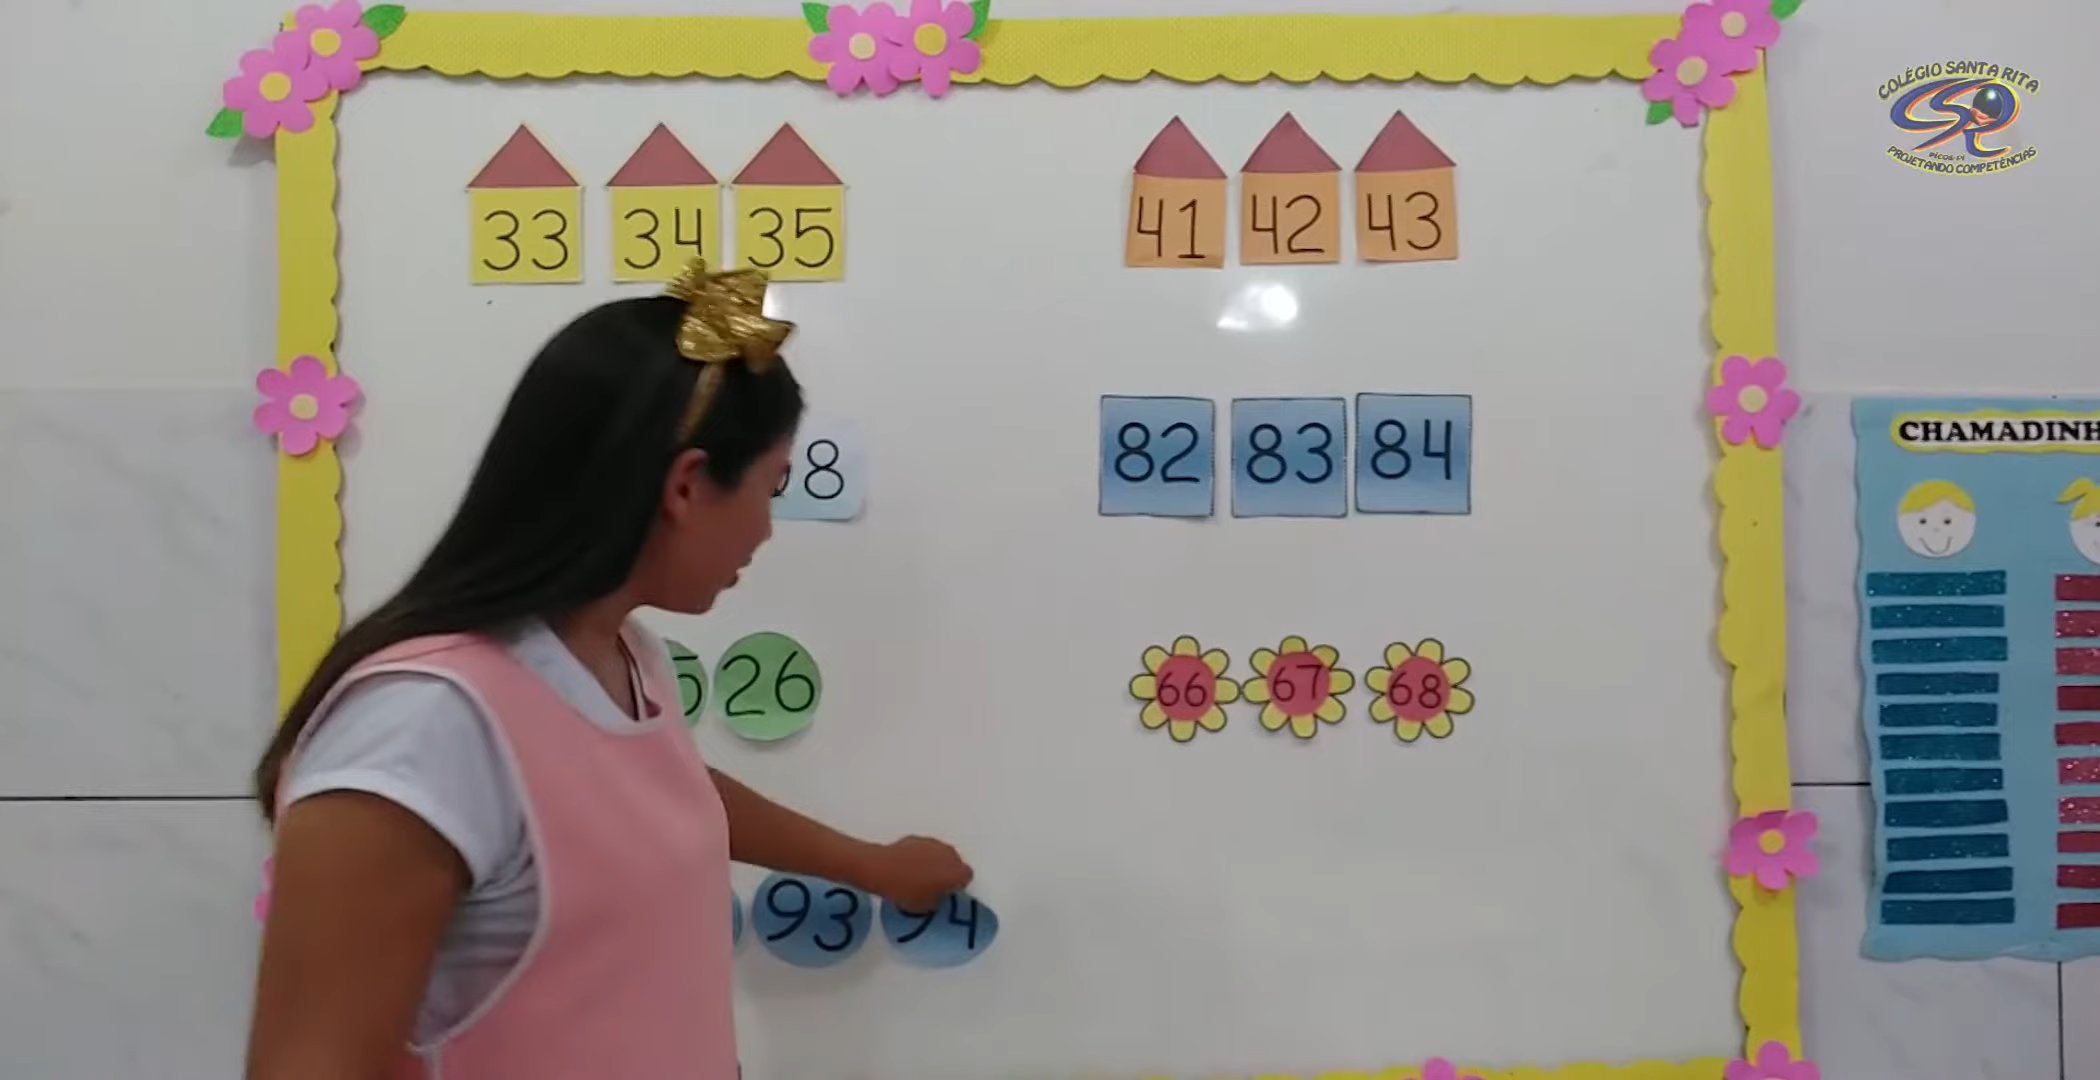 COLÉGIO SANTA RITA
PROJETANDO COMPETÊNCIAS
33 34 35
41 42 43
8
82 83 84
CHAMADINH
26
66 67 68
93 94